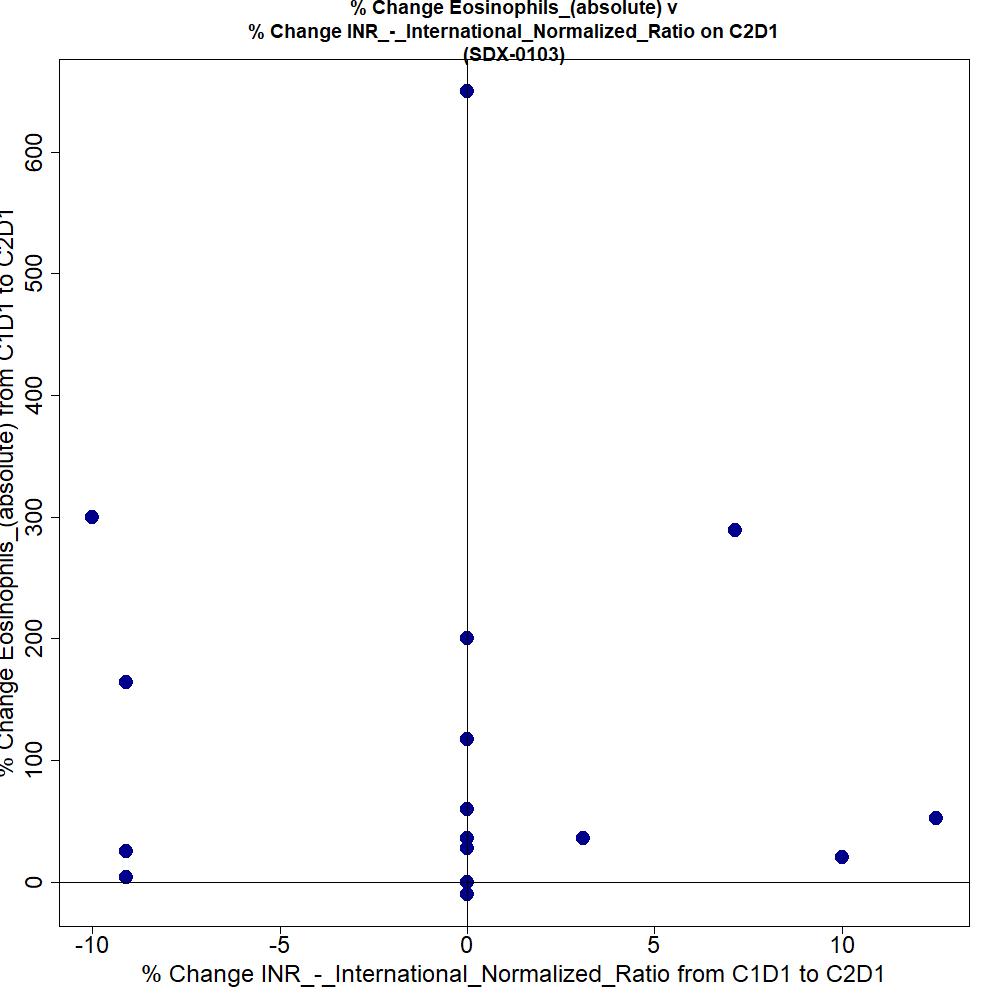 % Change Eosinophils_(absolute) v
% Change INR_-_International_Normalized_Ratio on C2D1
(SDX-0103)
% Change Eosinophils_(absolute) from C1D1 to C2D1
600
500
400
300
200
100
0
-10
-5
0
5
10
% Change INR_-_International_Normalized_Ratio from C1D1 to C2D1